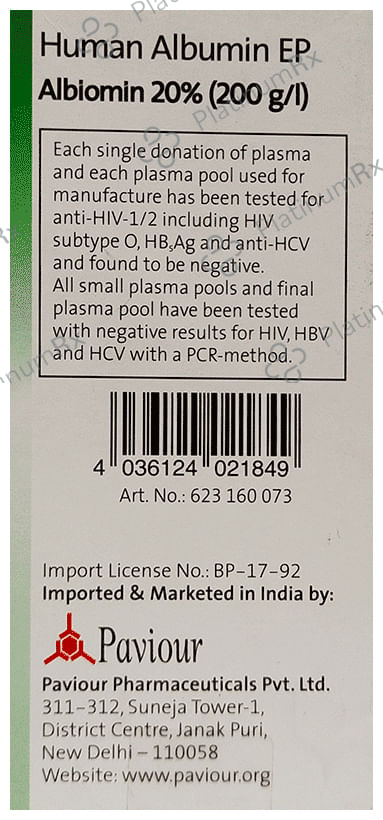 Human Albumin EP
Albiomin 20% (200 g/l)
Each single donation of plasma
and each plasma pool used for
manufacture has been tested for
anti-HIV-1/2 including HIV
subtype O, HBsAg and anti-HCV
and found to be negative.
All small plasma pools and final
plasma pool have been tested
with negative results for HIV, HBV
and HCV with a PCR-method.
4 036124 021849
Art. No.: 623 160 073
Import License No.: BP-17-92
Imported & Marketed in India by:
Paviour
Paviour Pharmaceuticals Pvt. Ltd.
311-312, Suneja Tower-1,
District Centre, Janak Puri,
New Delhi – 110058
Website: www.paviour.org
PlatinumRx
PlatinumRx
PlatinumRx
Platin
inumRx